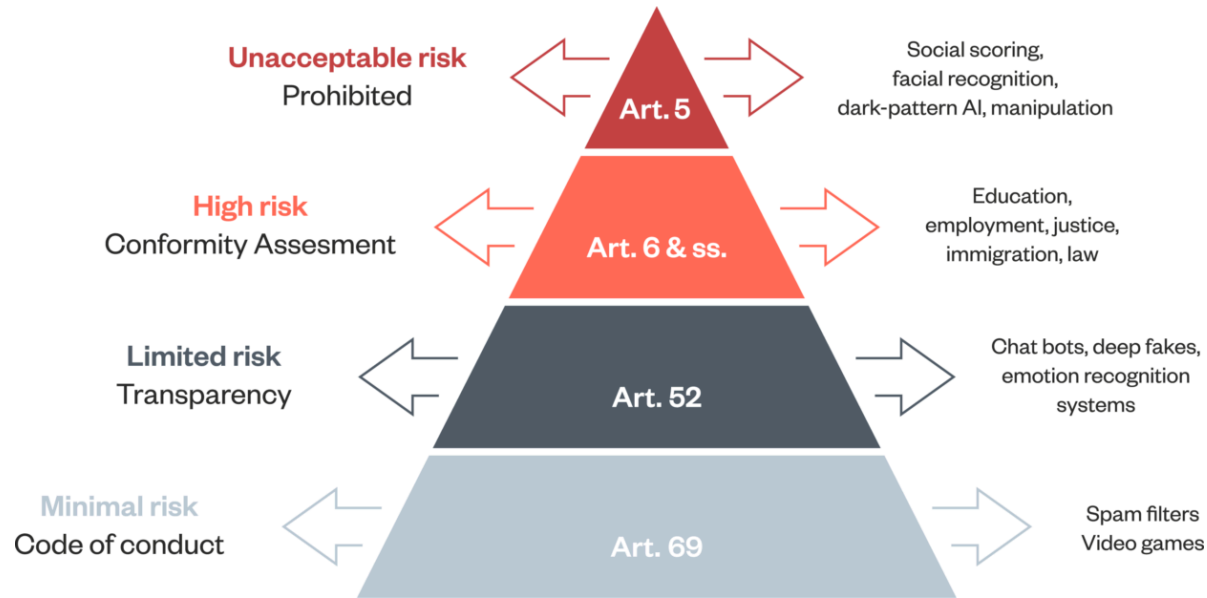 Unacceptable risk
Prohibited
Art. 5
Social scoring,
facial recognition,
dark-pattern AI, manipulation
High risk
Conformity Assesment
Art. 6 & ss.
Education,
employment, justice,
immigration, law
Limited risk
Transparency
Art. 52
Chat bots, deep fakes,
emotion recognition
systems
Minimal risk
Code of conduct
Art. 69
Spam filters
Video games